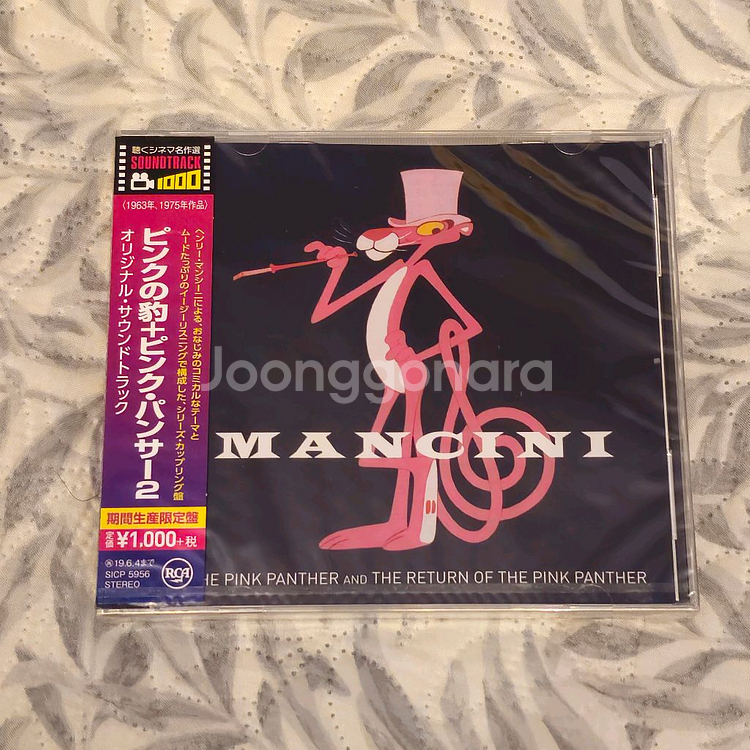 聴くシネマ名作選
SOUNDTRACK
1000
〈1963年、1975年作品〉
ヘンリー・マンシーニによる、おなじみのコミカルなテーマと
ムードたっぷりのイージーリスニングで構成した、シリーズ・カップリング盤
ピンクの豹+ピンク・パンサー2
オリジナル・サウンドトラック
期間生産限定盤
定価¥1,000+税
19.6.4まで
SICP 5956
STEREO
RCA
Joonggonara
MANCINI
HE PINK PANTHER AND THE RETURN OF THE PINK PANTHER